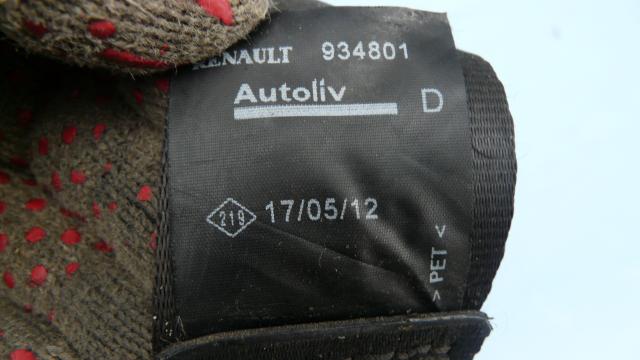 RENAULT 934801
Autoliv D
219 17/05/12
> PET <